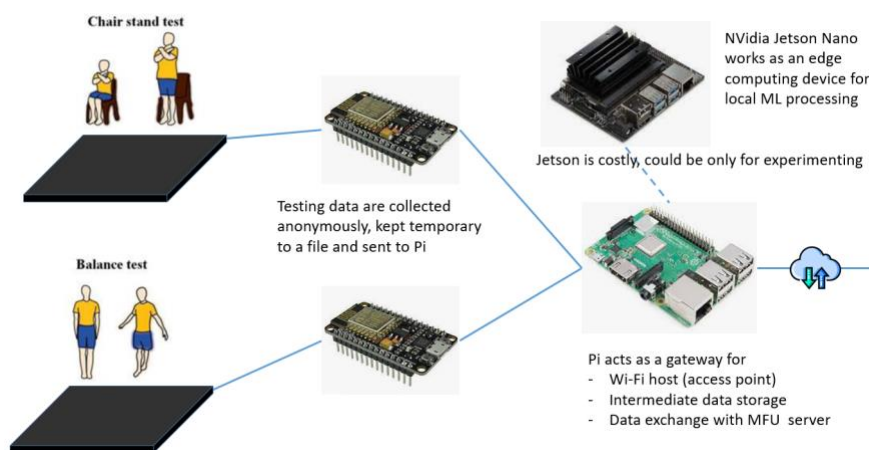 Chair stand test
NVidia Jetson Nano
works as an edge
computing device for
local ML processing
Jetson is costly, could be only for experimenting
Testing data are collected
anonymously, kept temporary
to a file and sent to Pi
Balance test
Pi acts as a gateway for
- Wi-Fi host (access point)
- Intermediate data storage
- Data exchange with MFU server